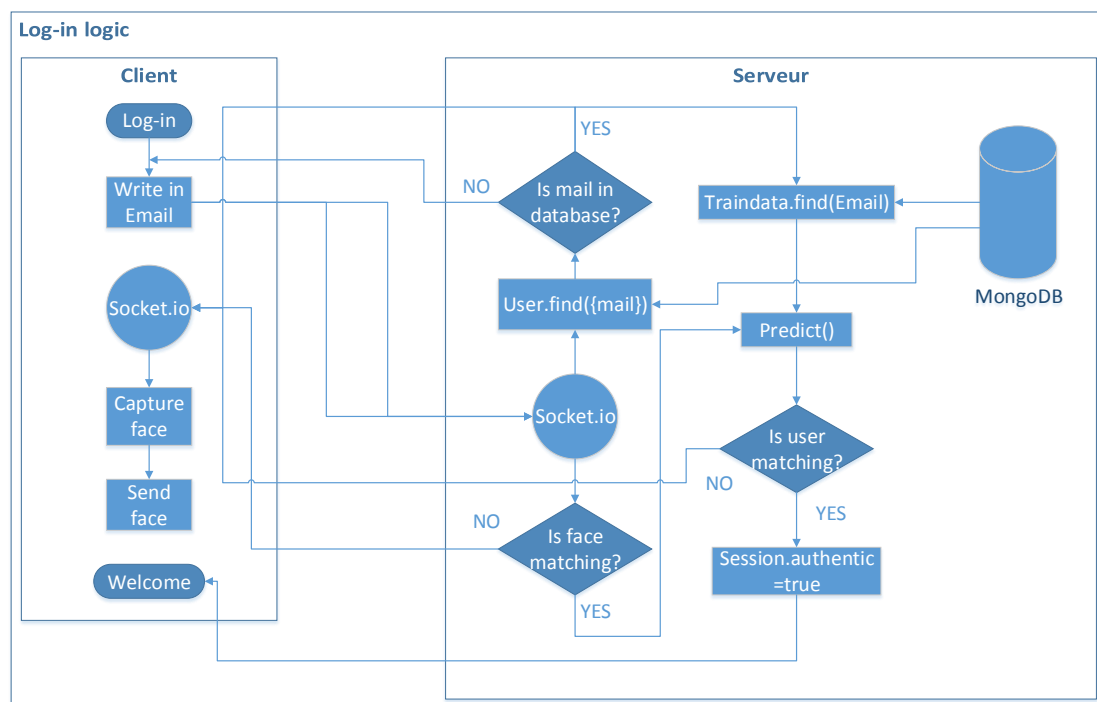 Log-in logic
Client
Log-in
Write in
Email
Socket.io
Capture
face
Send
face
Welcome
Serveur
YES
NO
Is mail in
database?
Traindata.find(Email)
MongoDB
User.find({mail})
Predict()
Socket.io
Is user
matching?
NO
YES
NO
Is face
matching?
YES
Session.authentic
=true